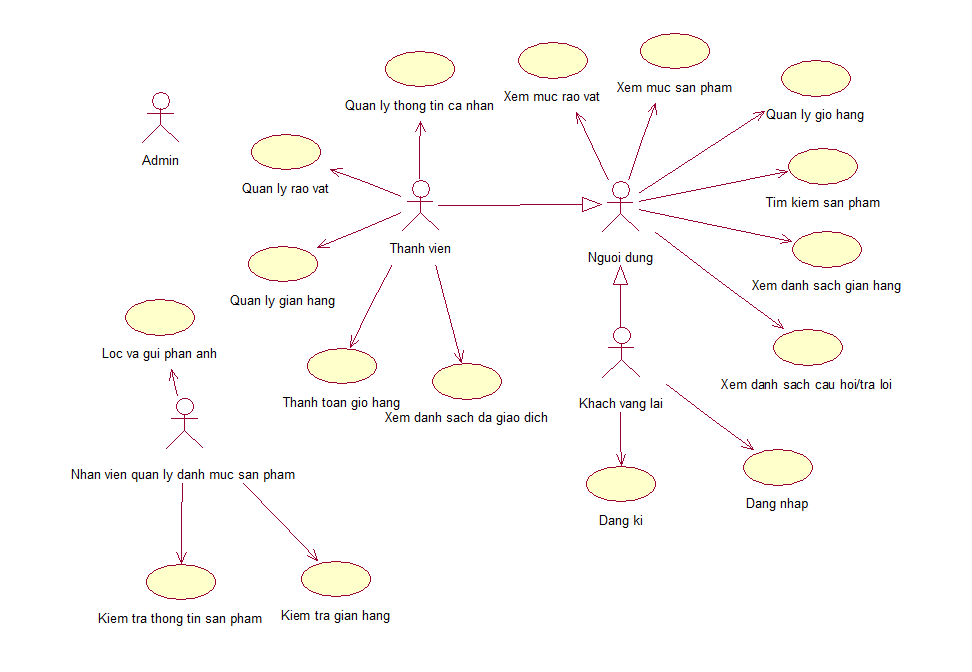 Xem muc san pham
Xem muc rao vat
Quan ly thong tin ca nhan
Quan ly gio hang
Admin
Quan ly rao vat
Tim kiem san pham
Thanh vien
Nguoi dung
Xem danh sach gian hang
Quan ly gian hang
Loc va gui phan anh
Xem danh sach cau hoi/tra loi
Thanh toan gio hang
Khach vang lai
Xem danh sach da giao dich
Nhan vien quan ly danh muc san pham
Dang nhap
Dang ki
Kiem tra gian hang
Kiem tra thong tin san pham